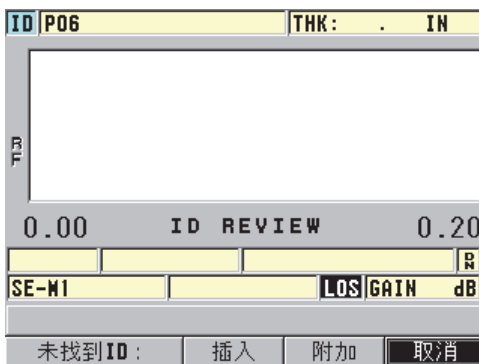 ID P06 THK: . IN
RF
0.00 ID REVIEW 0.20
DN
SE-M1 LOS GAIN dB
未找到ID: 插入 附加 取消